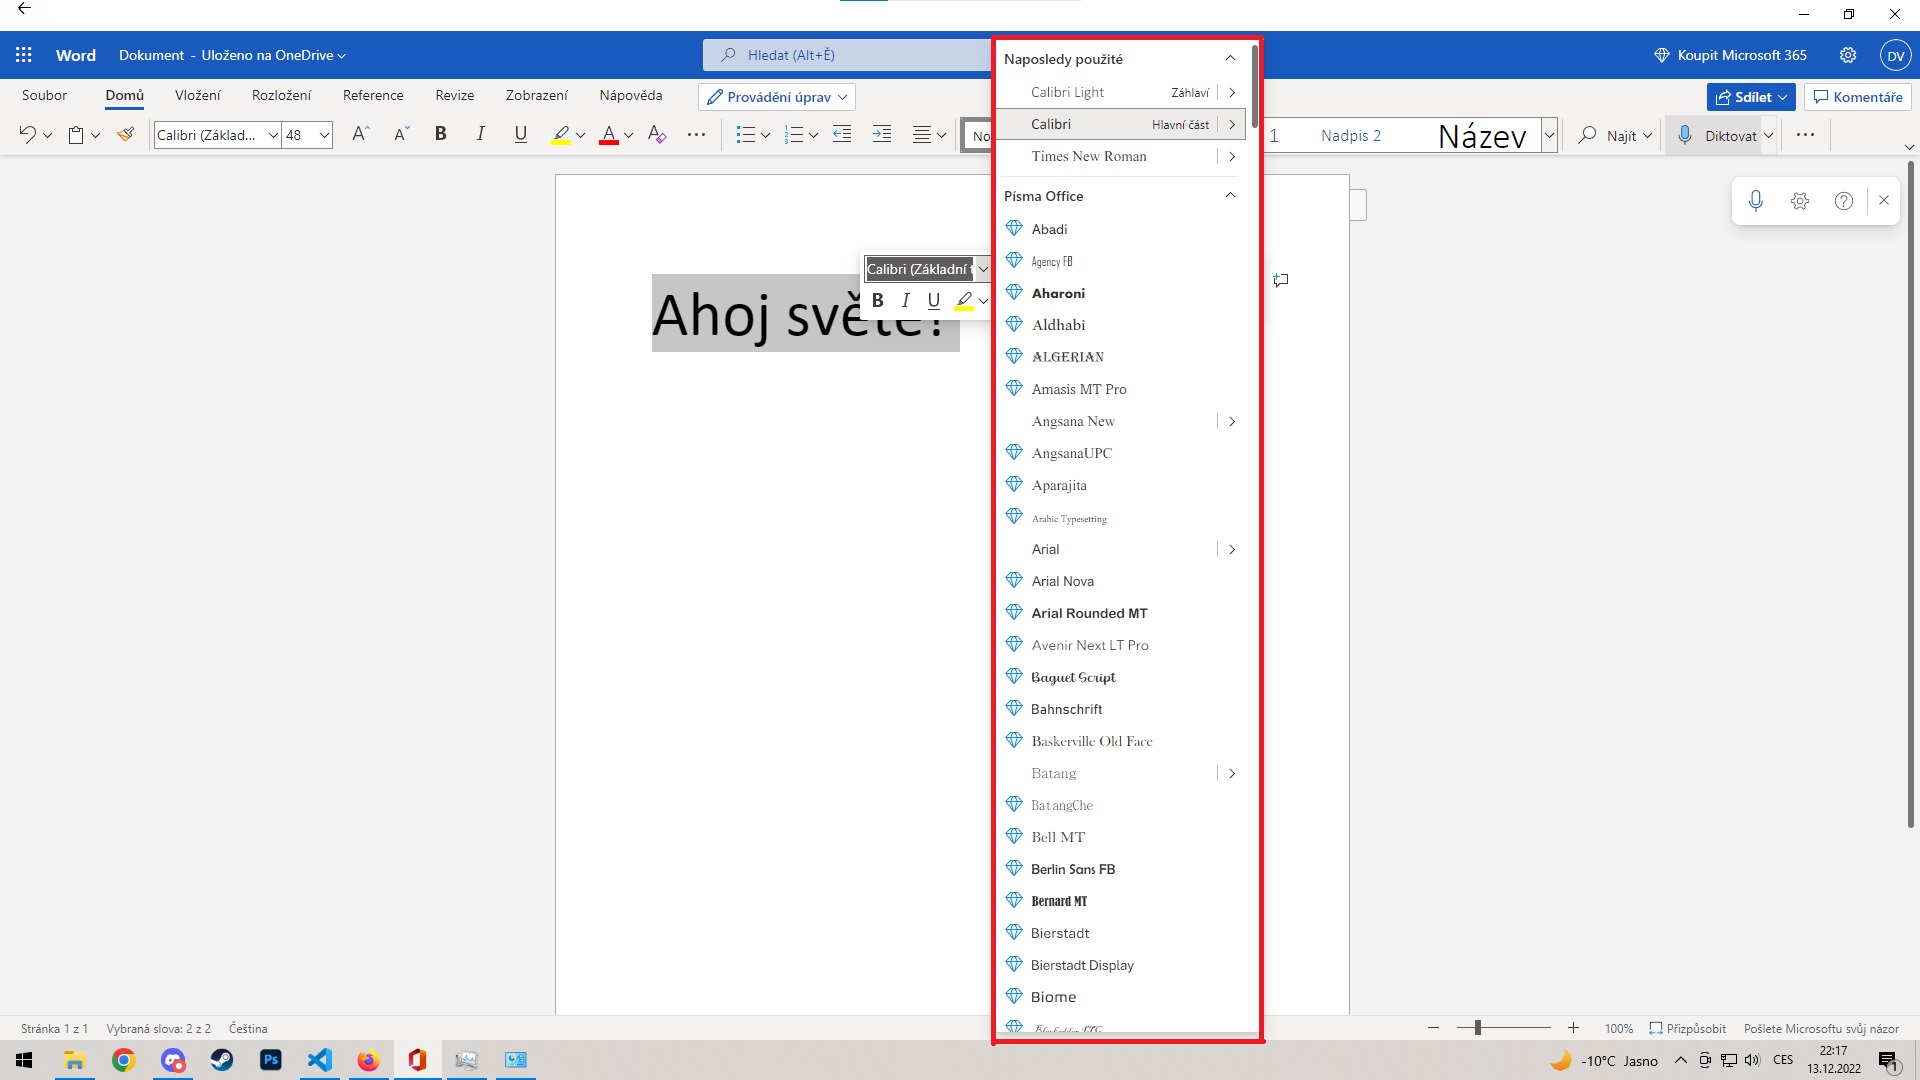 Word
Dokument - Uloženo na OneDrive
Hledat (Alt+Ě)
Koupit Microsoft 365
DV
Soubor
Domů
Vložení
Rozložení
Reference
Revize
Zobrazení
Nápověda
Provádění úprav
Sdílet
Komentáře
Calibri (Základ...
48
B
I
U
A
A
A
No
1
Nadpis 2
Název
Najít
Diktovat
Naposledy použité
Calibri Light Záhlaví
Calibri Hlavní část
Times New Roman
Písma Office
Abadi
Agency FB
Aharoni
Aldhabi
ALGERIAN
Amasis MT Pro
Angsana New
AngsanaUPC
Aparajita
Arabic Typesetting
Arial
Arial Nova
Arial Rounded MT
Avenir Next LT Pro
Baguet Script
Bahnschrift
Baskerville Old Face
Batang
BatangChe
Bell MT
Berlin Sans FB
Bernard MT
Bierstadt
Bierstadt Display
Biome
Calibri (Základní t
B I U
Ahoj světe!
Stránka 1 z 1
Vybraná slova: 2 z 2
Čeština
100%
Přizpůsobit
Pošlete Microsoftu svůj názor
Ps
-10°C Jasno
CES
22:17
13.12.2022
1